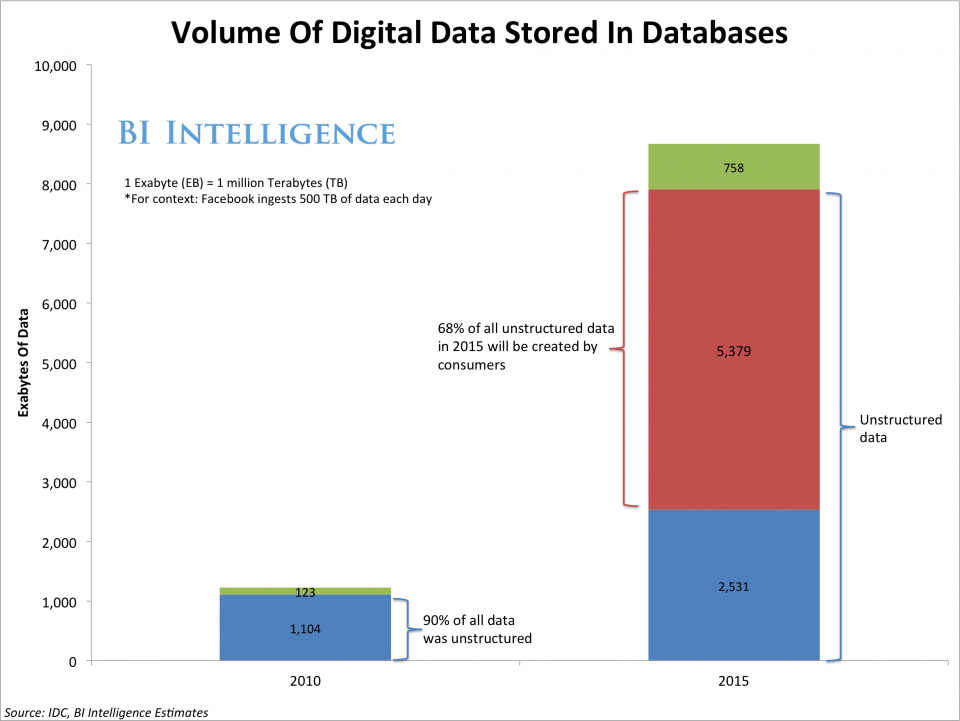 Volume Of Digital Data Stored In Databases
10,000
9,000
8,000
7,000
6,000
5,000
4,000
3,000
2,000
1,000
0
Exabytes Of Data
BI INTELLIGENCE
1 Exabyte (EB) = 1 million Terabytes (TB)
*For context: Facebook ingests 500 TB of data each day
123
1,104
90% of all data
was unstructured
68% of all unstructured data
in 2015 will be created by
consumers
758
5,379
2,531
Unstructured
data
2010
2015
Source: IDC, BI Intelligence Estimates